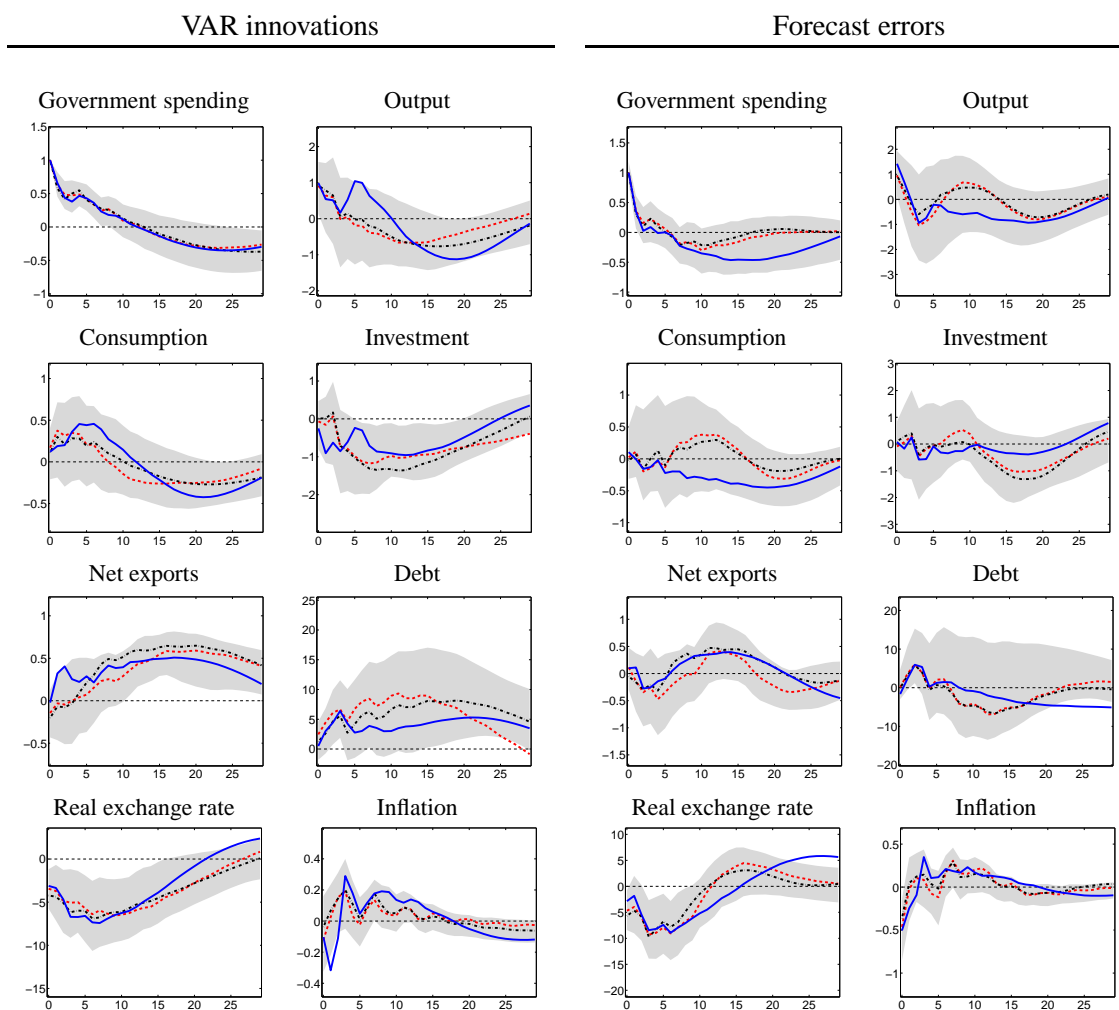 VAR innovations
Forecast errors
Government spending
Output
Government spending
Output
1.5
1
0.5
0
−0.5
−1
0 5 10 15 20 25
2
1
0
−1
−2
0 5 10 15 20 25
1.5
1
0.5
0
−0.5
−1
0 5 10 15 20 25
2
1
0
−1
−2
−3
0 5 10 15 20 25
Consumption
Investment
Consumption
Investment
1
0.5
0
−0.5
0 5 10 15 20 25
1
0
−1
−2
0 5 10 15 20 25
1
0.5
0
−0.5
−1
0 5 10 15 20 25
3
2
1
0
−1
−2
−3
0 5 10 15 20 25
Net exports
Debt
Net exports
Debt
1
0.5
0
−0.5
0 5 10 15 20 25
25
20
15
10
5
0
0 5 10 15 20 25
1
0.5
0
−0.5
−1
−1.5
0 5 10 15 20 25
20
10
0
−10
−20
0 5 10 15 20 25
Real exchange rate
Inflation
Real exchange rate
Inflation
0
−5
−10
−15
0 5 10 15 20 25
0.4
0.2
0
−0.2
−0.4
0 5 10 15 20 25
10
5
0
−5
−10
−15
−20
0 5 10 15 20 25
0.5
0
−0.5
−1
0 5 10 15 20 25